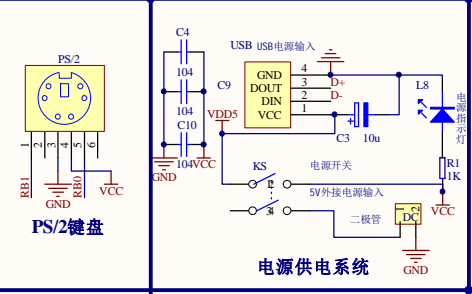 PS/2
1 2 3 4 5 6
RB1
GND
RB0
VCC
PS/2键盘
C4
104
C9
104
C10
104
GND
VCC
USB USB电源输入
GND 4
DOUT 3 D+
DIN 2 D-
VCC 1
VDD5
C3 10u
L8
电源指示灯
R1
1K
VCC
KS
电源开关
12
34
5V外接电源输入
二极管
1 2
DC
GND
电源供电系统